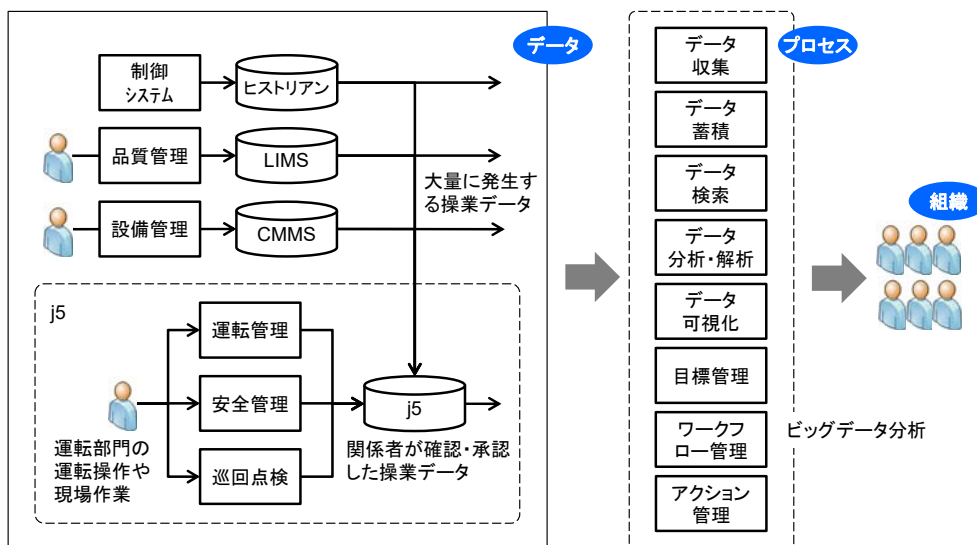 データ
制御
システム
ヒストリアン
品質管理
LIMS
大量に発生す
る操業データ
設備管理
CMMS
j5
運転管理
安全管理
巡回点検
j5
運転部門の
運転操作や
現場作業
関係者が確認・承認
した操業データ
プロセス
データ
収集
データ
蓄積
データ
検索
データ
分析・解析
データ
可視化
目標管理
ワークフ
ロー管理
アクション
管理
ビッグデータ分析
組織